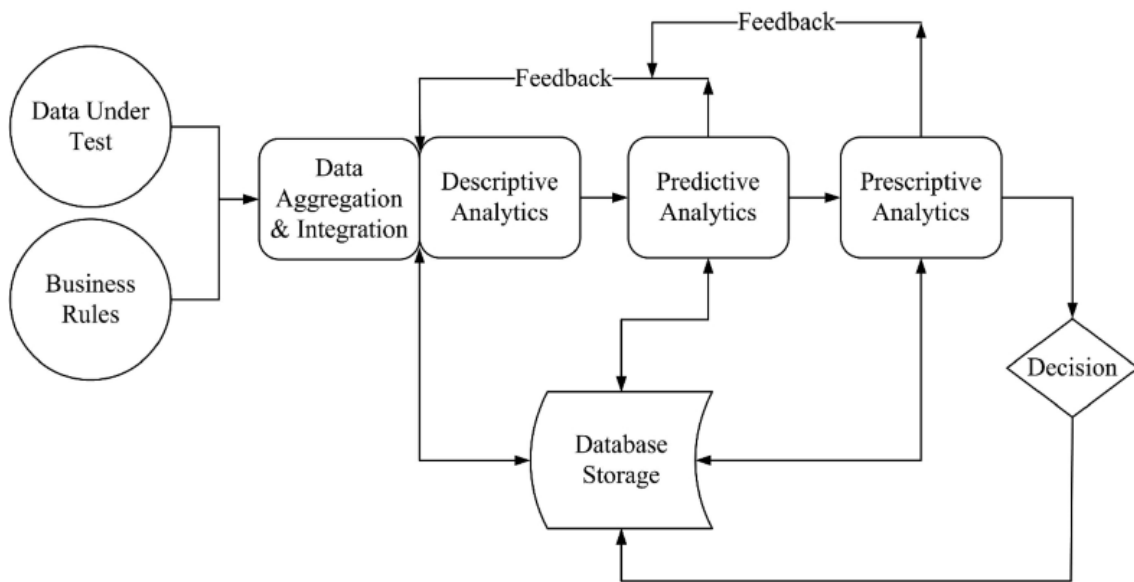 Feedback
Feedback
Data Under
Test
Data
Aggregation
& Integration
Descriptive
Analytics
Predictive
Analytics
Prescriptive
Analytics
Business
Rules
Decision
Database
Storage